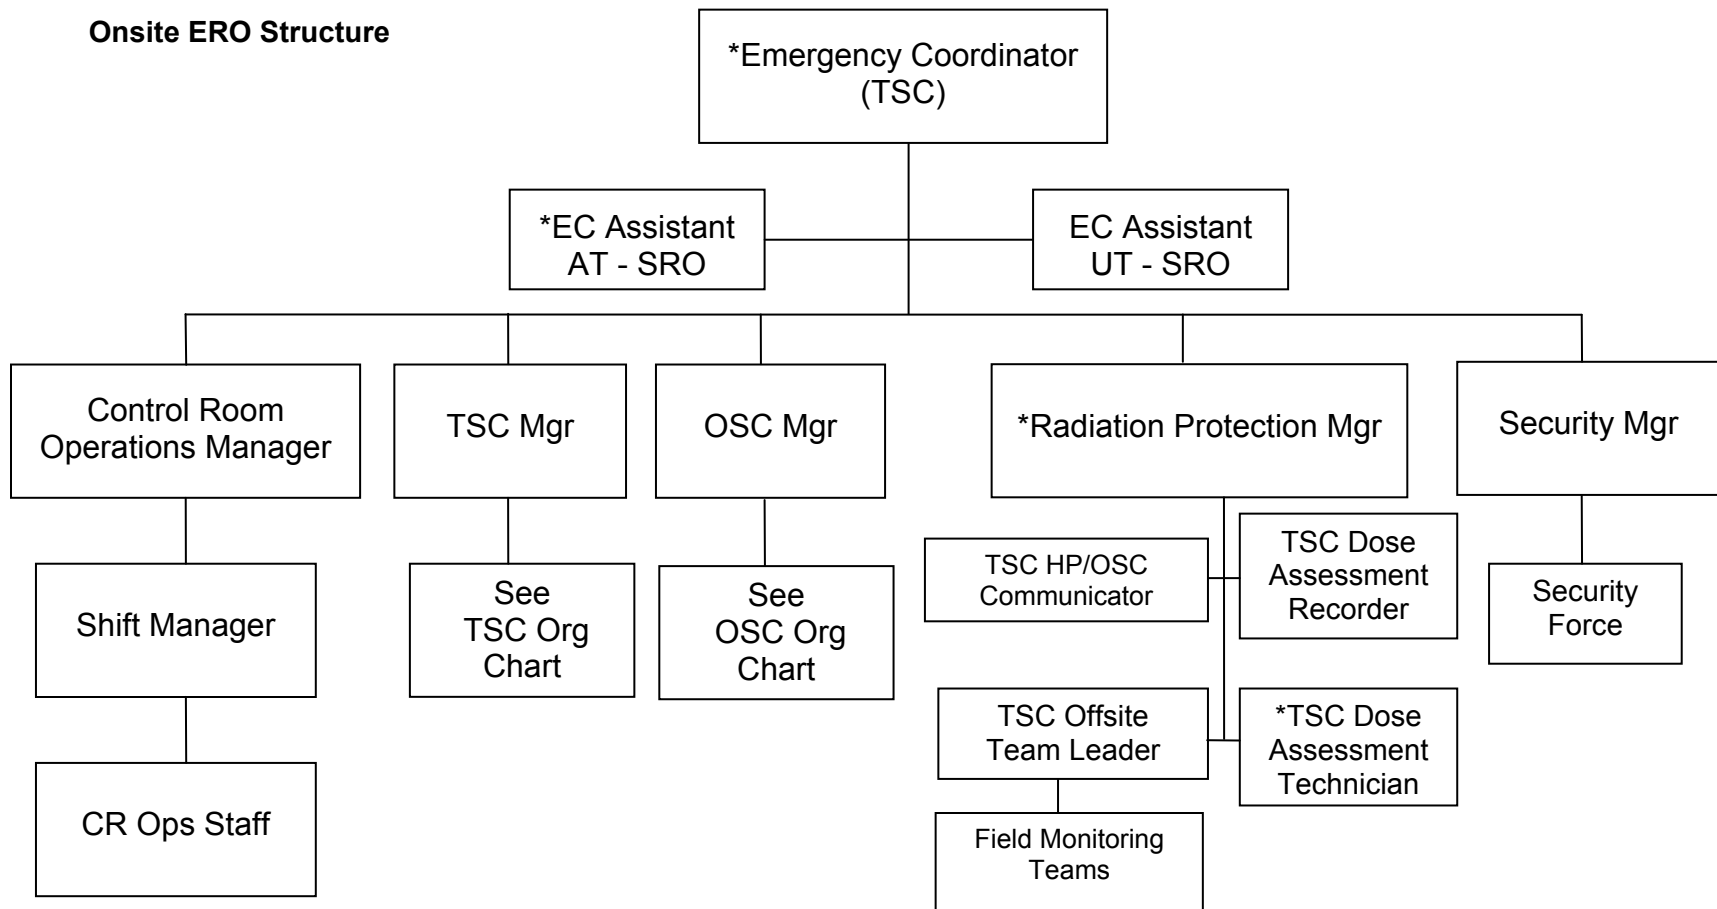 Onsite ERO Structure
*Emergency Coordinator
(TSC)
*EC Assistant
AT - SRO
EC Assistant
UT - SRO
Control Room
Operations Manager
TSC Mgr
OSC Mgr
*Radiation Protection Mgr
Security Mgr
Shift Manager
See
TSC Org
Chart
See
OSC Org
Chart
TSC HP/OSC
Communicator
TSC Dose
Assessment
Recorder
Security
Force
CR Ops Staff
TSC Offsite
Team Leader
*TSC Dose
Assessment
Technician
Field Monitoring
Teams